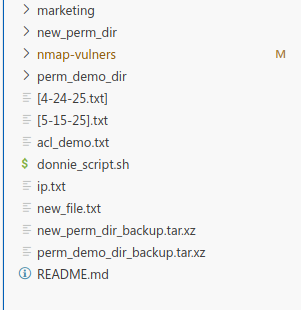 marketing
new_perm_dir
nmap-vulners M
perm_demo_dir
[4-24-25.txt]
[5-15-25].txt
acl_demo.txt
$ donnie_script.sh
ip.txt
new_file.txt
new_perm_dir_backup.tar.xz
perm_demo_dir_backup.tar.xz
README.md